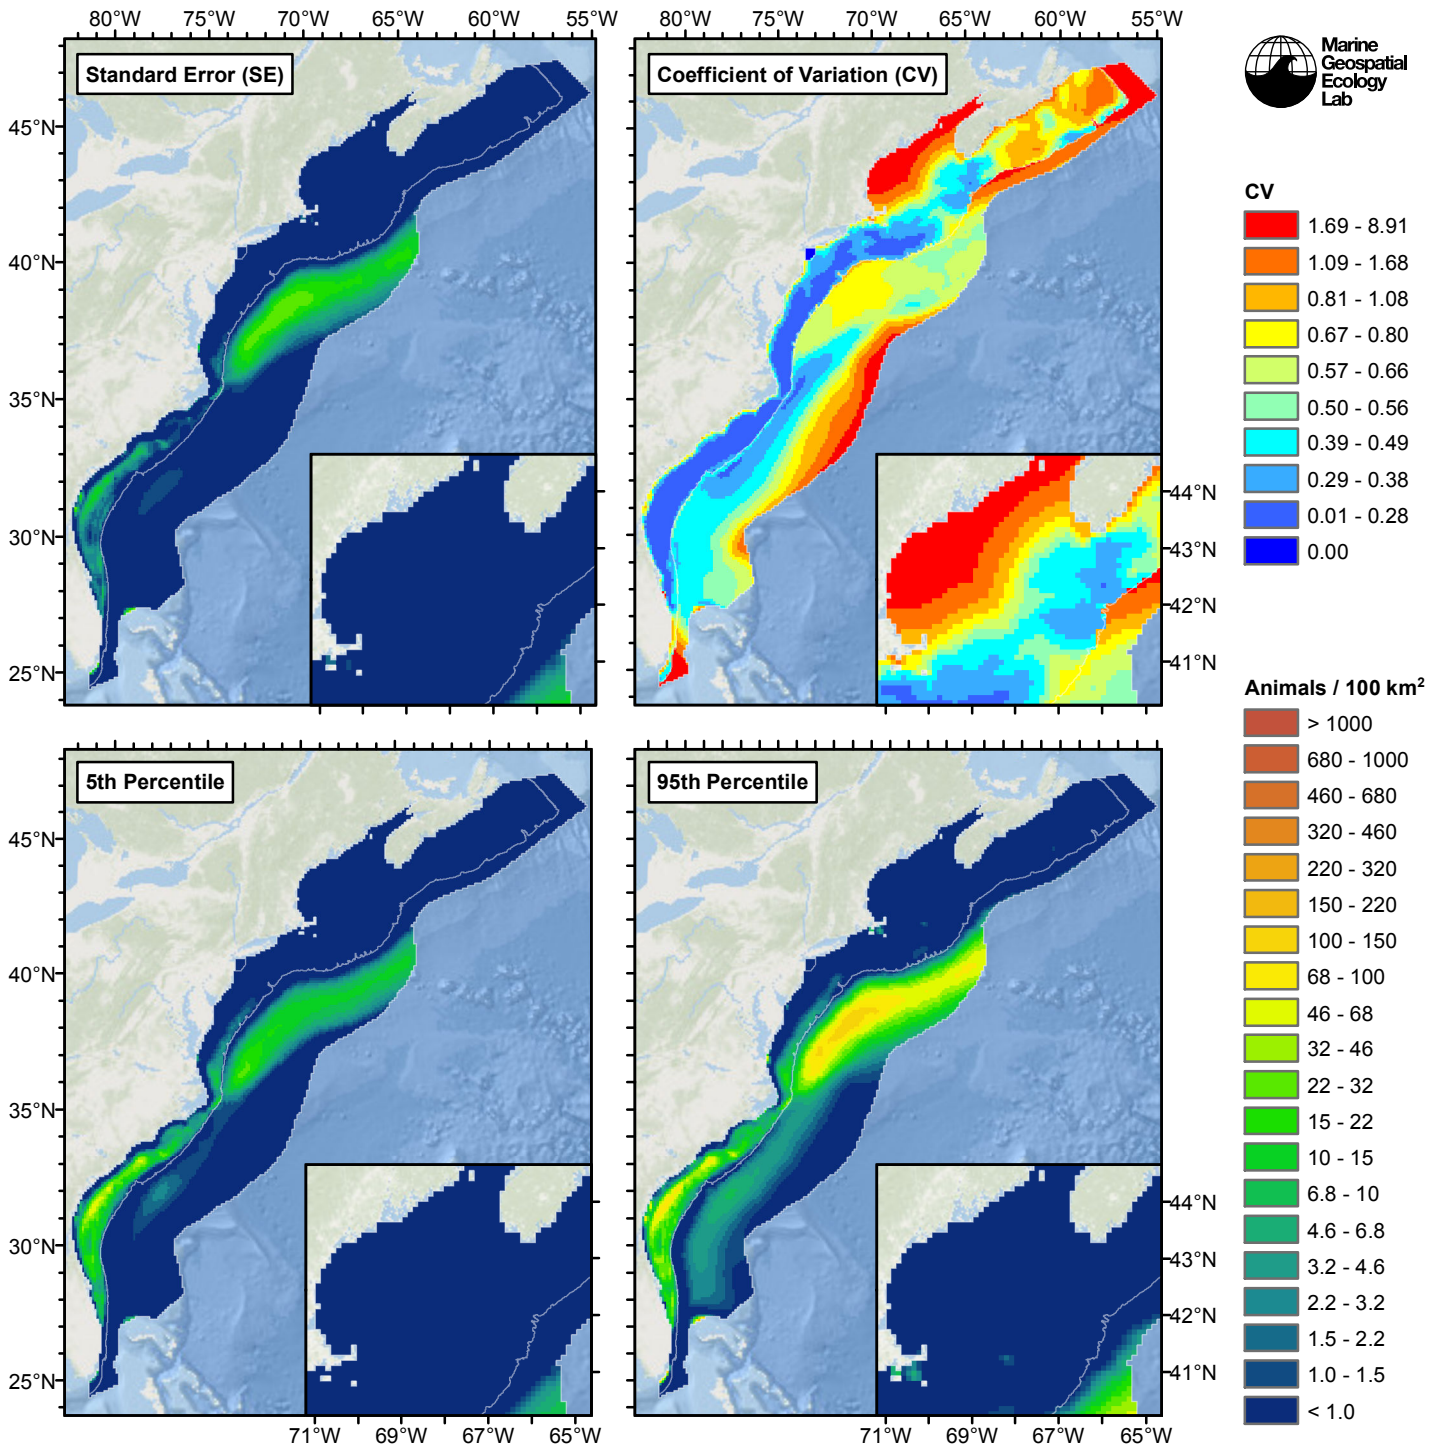 80°W 75°W 70°W 65°W 60°W 55°W
80°W 75°W 70°W 65°W 60°W 55°W
Standard Error (SE)
Coefficient of Variation (CV)
Marine
Geospatial
Ecology
Lab
45°N
40°N
35°N
30°N
25°N
44°N
43°N
42°N
41°N
CV
1.69 - 8.91
1.09 - 1.68
0.81 - 1.08
0.67 - 0.80
0.57 - 0.66
0.50 - 0.56
0.39 - 0.49
0.29 - 0.38
0.01 - 0.28
0.00
5th Percentile
95th Percentile
45°N
40°N
35°N
30°N
25°N
44°N
43°N
42°N
41°N
71°W 69°W 67°W 65°W
71°W 69°W 67°W 65°W
Animals / 100 km²
> 1000
680 - 1000
460 - 680
320 - 460
220 - 320
150 - 220
100 - 150
68 - 100
46 - 68
32 - 46
22 - 32
15 - 22
10 - 15
6.8 - 10
4.6 - 6.8
3.2 - 4.6
2.2 - 3.2
1.5 - 2.2
1.0 - 1.5
< 1.0